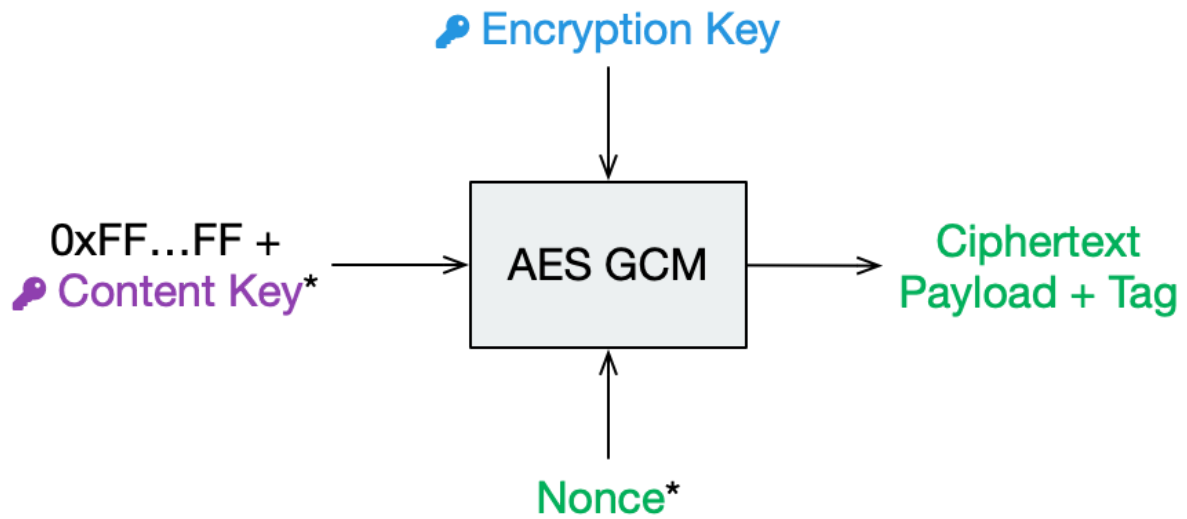 Encryption Key
0xFF...FF +
Content Key*
AES GCM
Ciphertext
Payload + Tag
Nonce*